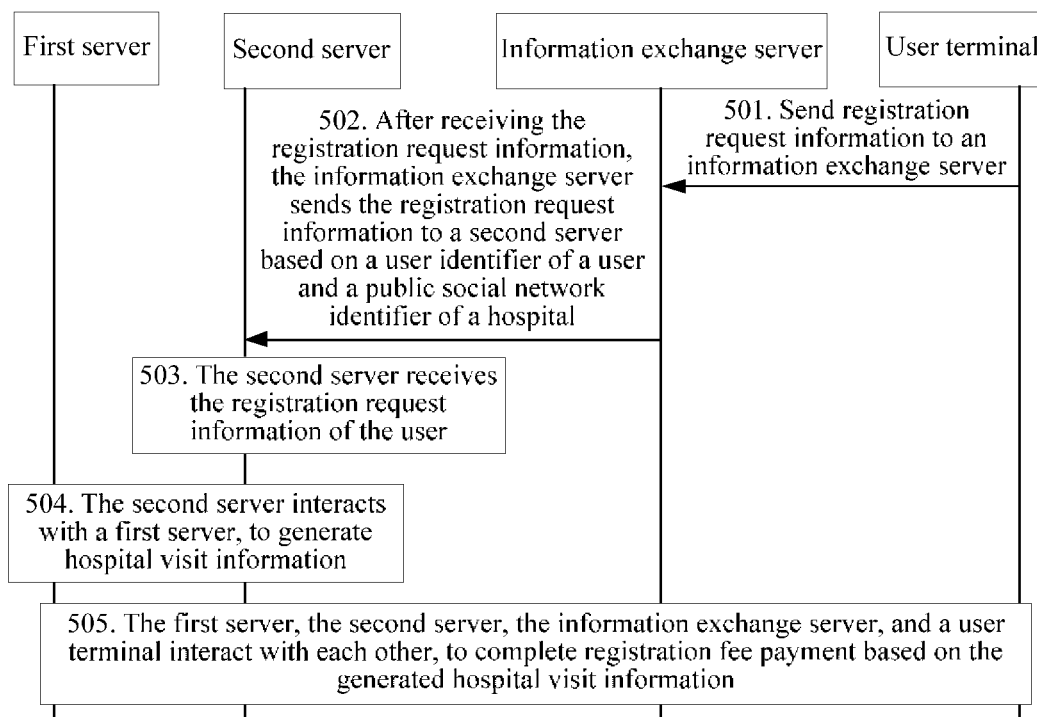 First server
Second server
Information exchange server
User terminal
501. Send registration
request information to an
information exchange server
502. After receiving the
registration request information,
the information exchange server
sends the registration request
information to a second server
based on a user identifier of a user
and a public social network
identifier of a hospital
503. The second server receives
the registration request
information of the user
504. The second server interacts
with a first server, to generate
hospital visit information
505. The first server, the second server, the information exchange server, and a user
terminal interact with each other, to complete registration fee payment based on the
generated hospital visit information